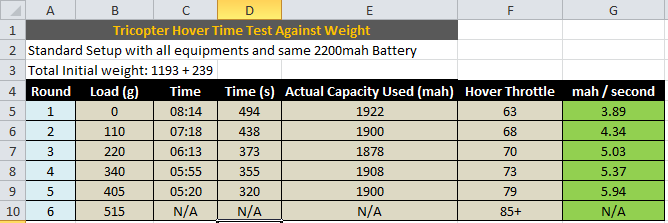 A B C D E F G
1 Tricopter Hover Time Test Against Weight
2 Standard Setup with all equipments and same 2200mah Battery
3 Total Initial weight: 1193 + 239
4 Round Load (g) Time Time (s) Actual Capacity Used (mah) Hover Throttle mah / second
5 1 0 08:14 494 1922 63 3.89
6 2 110 07:18 438 1900 68 4.34
7 3 220 06:13 373 1878 70 5.03
8 4 340 05:55 355 1908 73 5.37
9 5 405 05:20 320 1900 79 5.94
10 6 515 N/A N/A N/A 85+ N/A